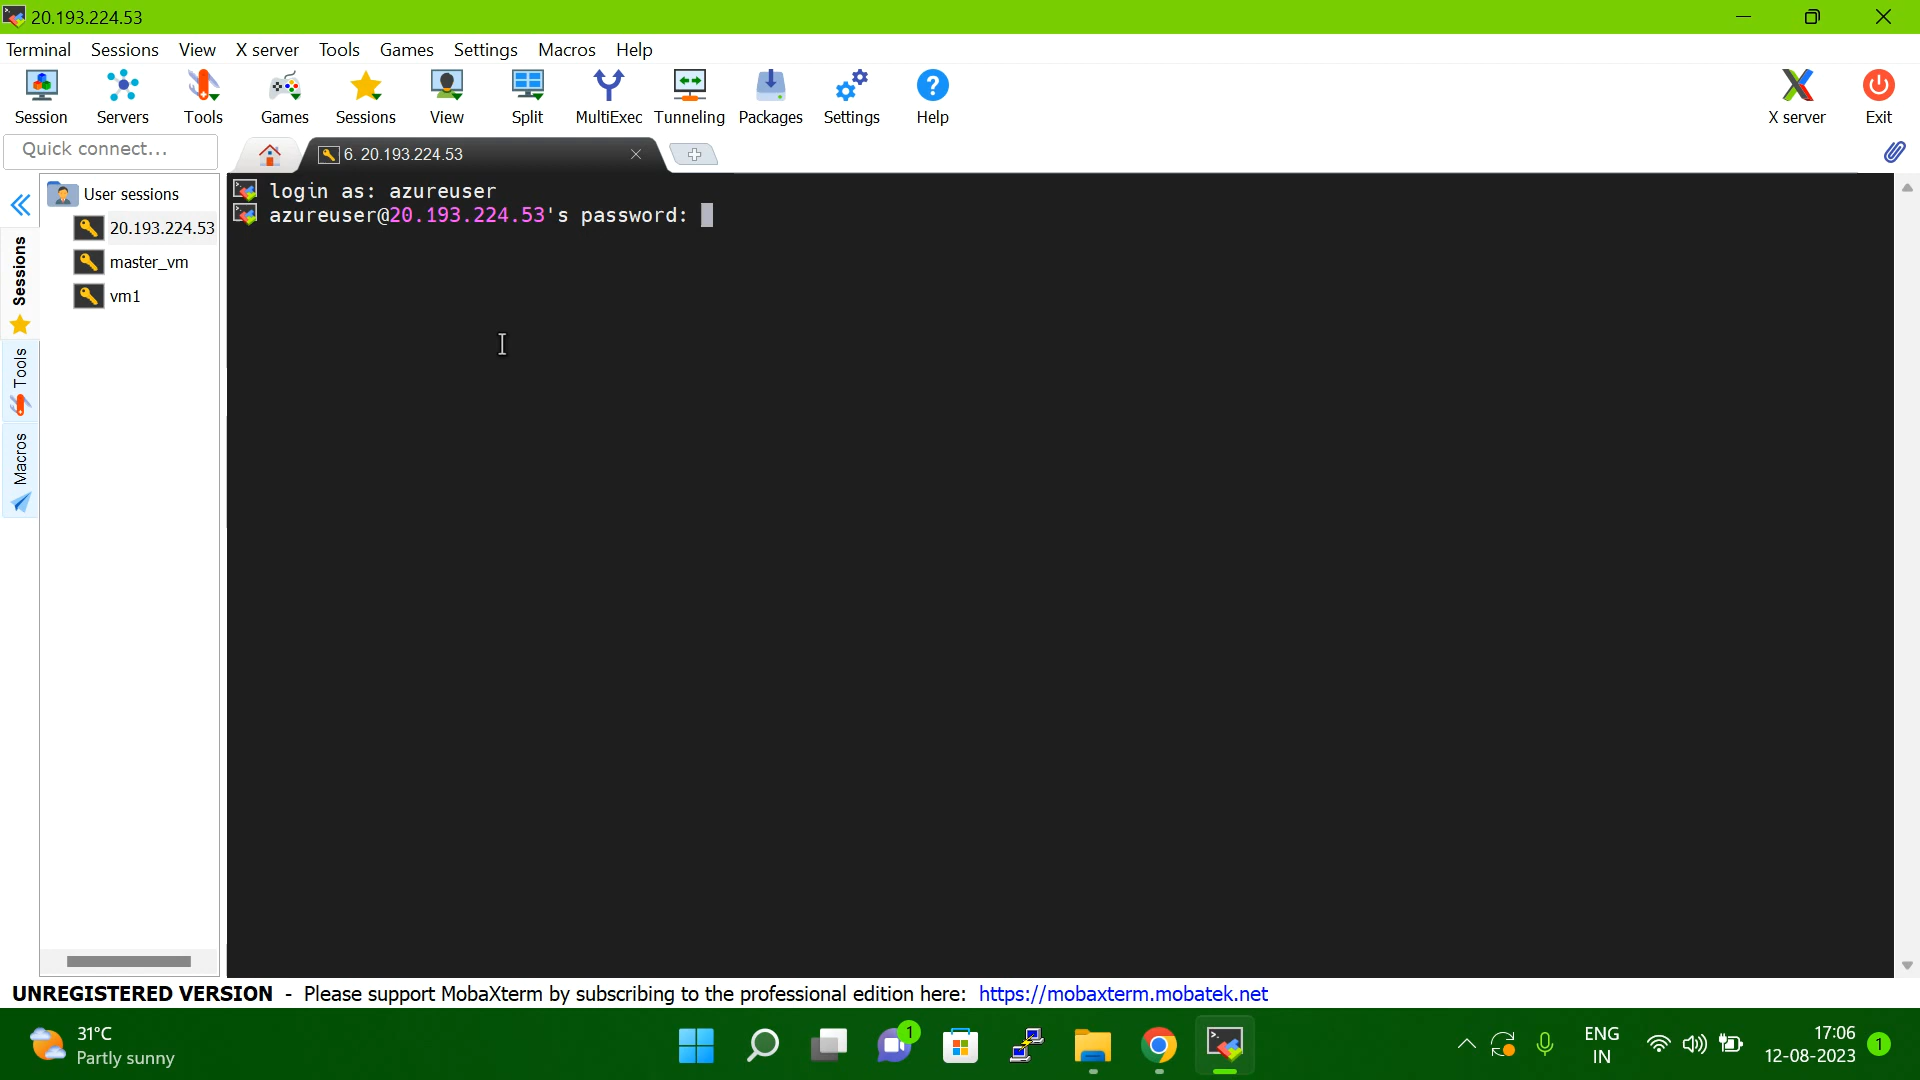 20.193.224.53
Terminal Sessions View X server Tools Games Settings Macros Help
Session Servers Tools Games Sessions View Split MultiExec Tunneling Packages Settings Help X server Exit
Quick connect...
6. 20.193.224.53
User sessions
20.193.224.53
master_vm
vm1
Sessions
Tools
Macros
login as: azureuser
azureuser@20.193.224.53's password:
UNREGISTERED VERSION - Please support MobaXterm by subscribing to the professional edition here: https://mobaxterm.mobatek.net
31°C
Partly sunny
1
ENG
IN
17:06
12-08-2023
1